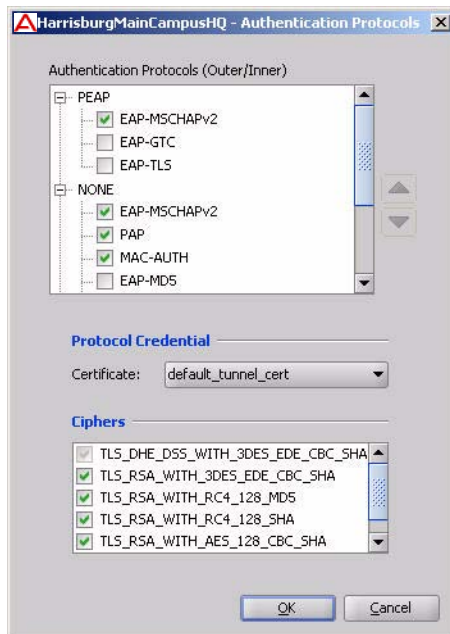 HarrisburgMainCampusHQ - Authentication Protocols
Authentication Protocols (Outer/Inner)
PEAP
EAP-MSCHAPv2
EAP-GTC
EAP-TLS
NONE
EAP-MSCHAPv2
PAP
MAC-AUTH
EAP-MD5
Protocol Credential
Certificate: default_tunnel_cert
Ciphers
TLS_DHE_DSS_WITH_3DES_EDE_CBC_SHA
TLS_RSA_WITH_3DES_EDE_CBC_SHA
TLS_RSA_WITH_RC4_128_MD5
TLS_RSA_WITH_RC4_128_SHA
TLS_RSA_WITH_AES_128_CBC_SHA
OK Cancel